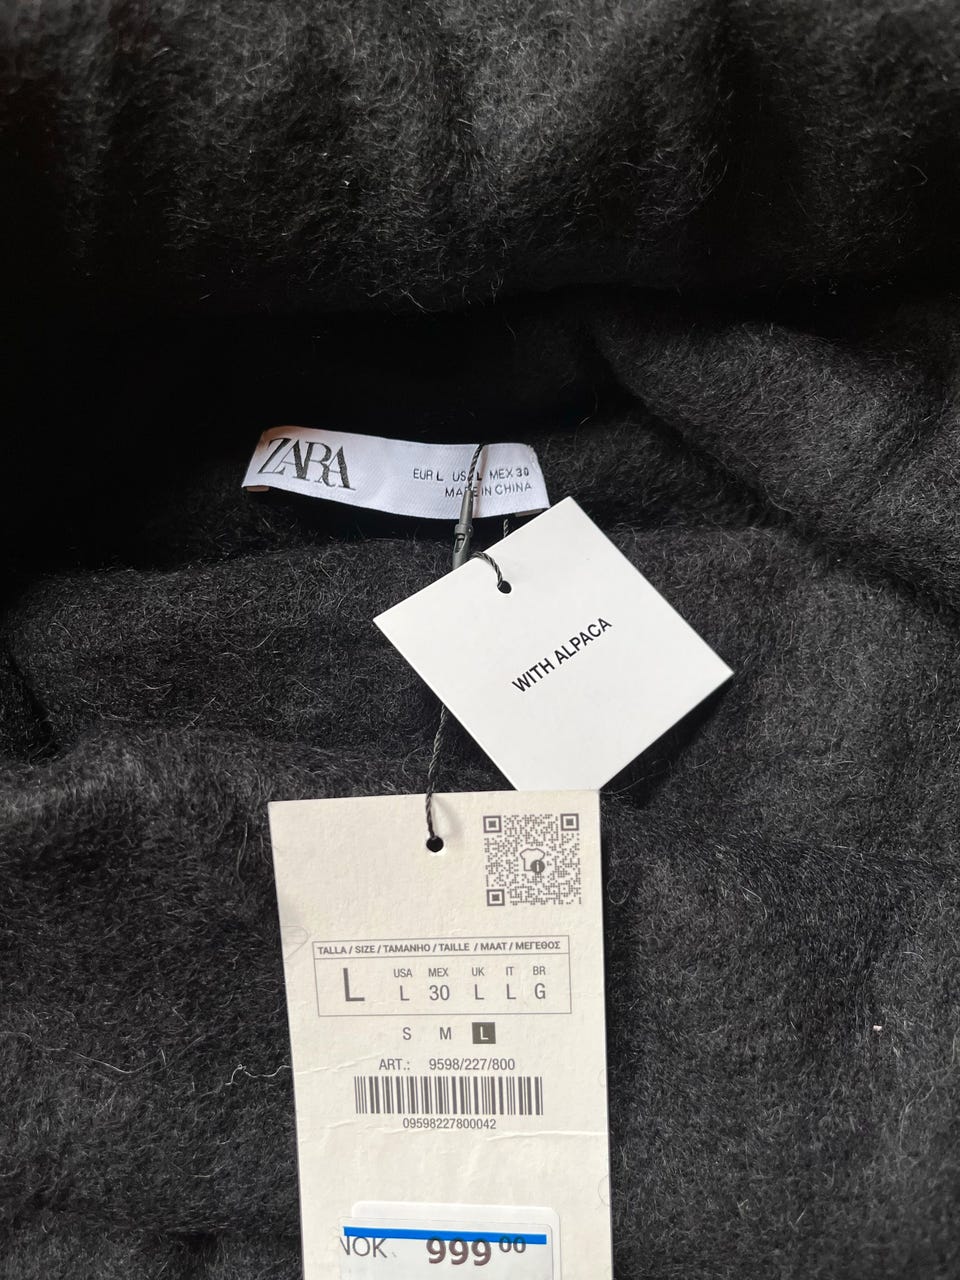 ZARA
EUR L US L MEX 30
MADE IN CHINA
WITH ALPACA
TALLA / SIZE / TAMANHO / TAILLE / MAAT / ΜΕΓΕΘΟΣ
L
USA MEX UK IT BR
L 30 L L G
S M L
ART.: 9598/227/800
09598227800042
NOK 999 00